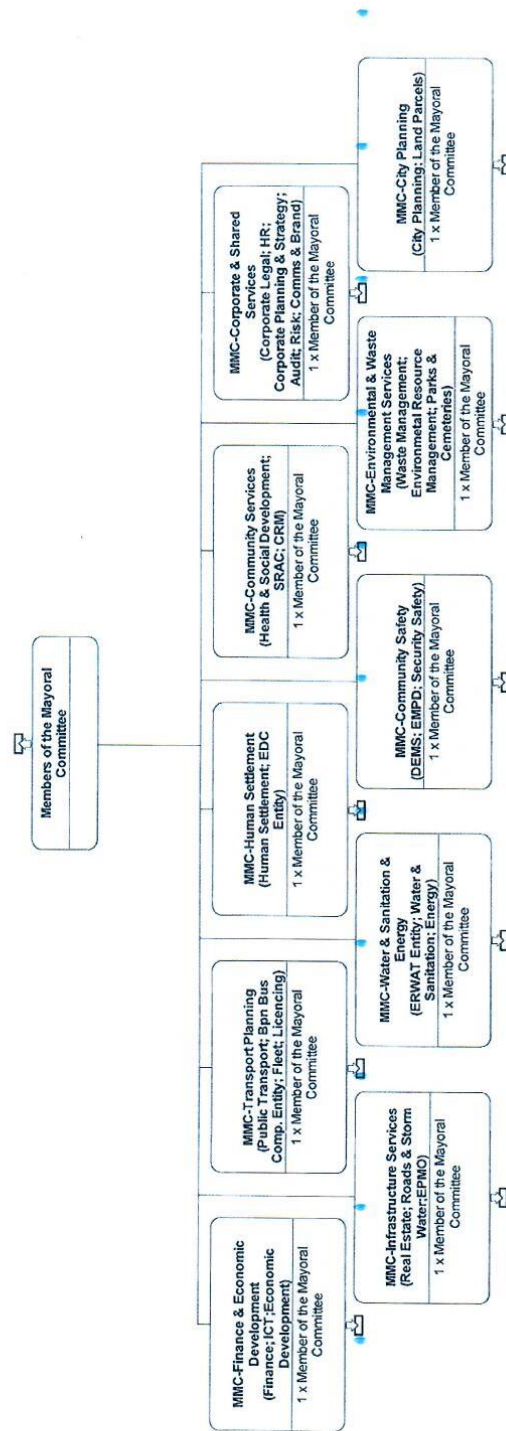 Members of the Mayoral
Committee
MMC-Finance & Economic
Development
(Finance; ICT;Economic
Development)
1 x Member of the Mayoral
Committee
MMC-Transport Planning
(Public Transport; Bpn Bus
Comp. Entity; Fleet; Licencing)
1 x Member of the Mayoral
Committee
MMC-Human Settlement
(Human Settlement; EDC
Entity)
1 x Member of the Mayoral
Committee
MMC-Community Services
(Health & Social Development;
SRAC; CRM)
1 x Member of the Mayoral
Committee
MMC-Corporate & Shared
Services
(Corporate Legal; HR;
Corporate Planning & Strategy;
Audit; Risk; Comms & Brand)
1 x Member of the Mayoral
Committee
MMC-Infrastructure Services
(Real Estate; Roads & Storm
Water;EPMO)
1 x Member of the Mayoral
Committee
MMC-Water & Sanitation &
Energy
(ERWAT Entity; Water &
Sanitation; Energy)
1 x Member of the Mayoral
Committee
MMC-Community Safety
(DEMS; EMPD; Security Safety)
1 x Member of the Mayoral
Committee
MMC-Environmental & Waste
Management Services
(Waste Management;
Environmetal Resource
Management; Parks &
Cemeteries)
1 x Member of the Mayoral
Committee
MMC-City Planning
(City Planning; Land Parcels)
1 x Member of the Mayoral
Committee